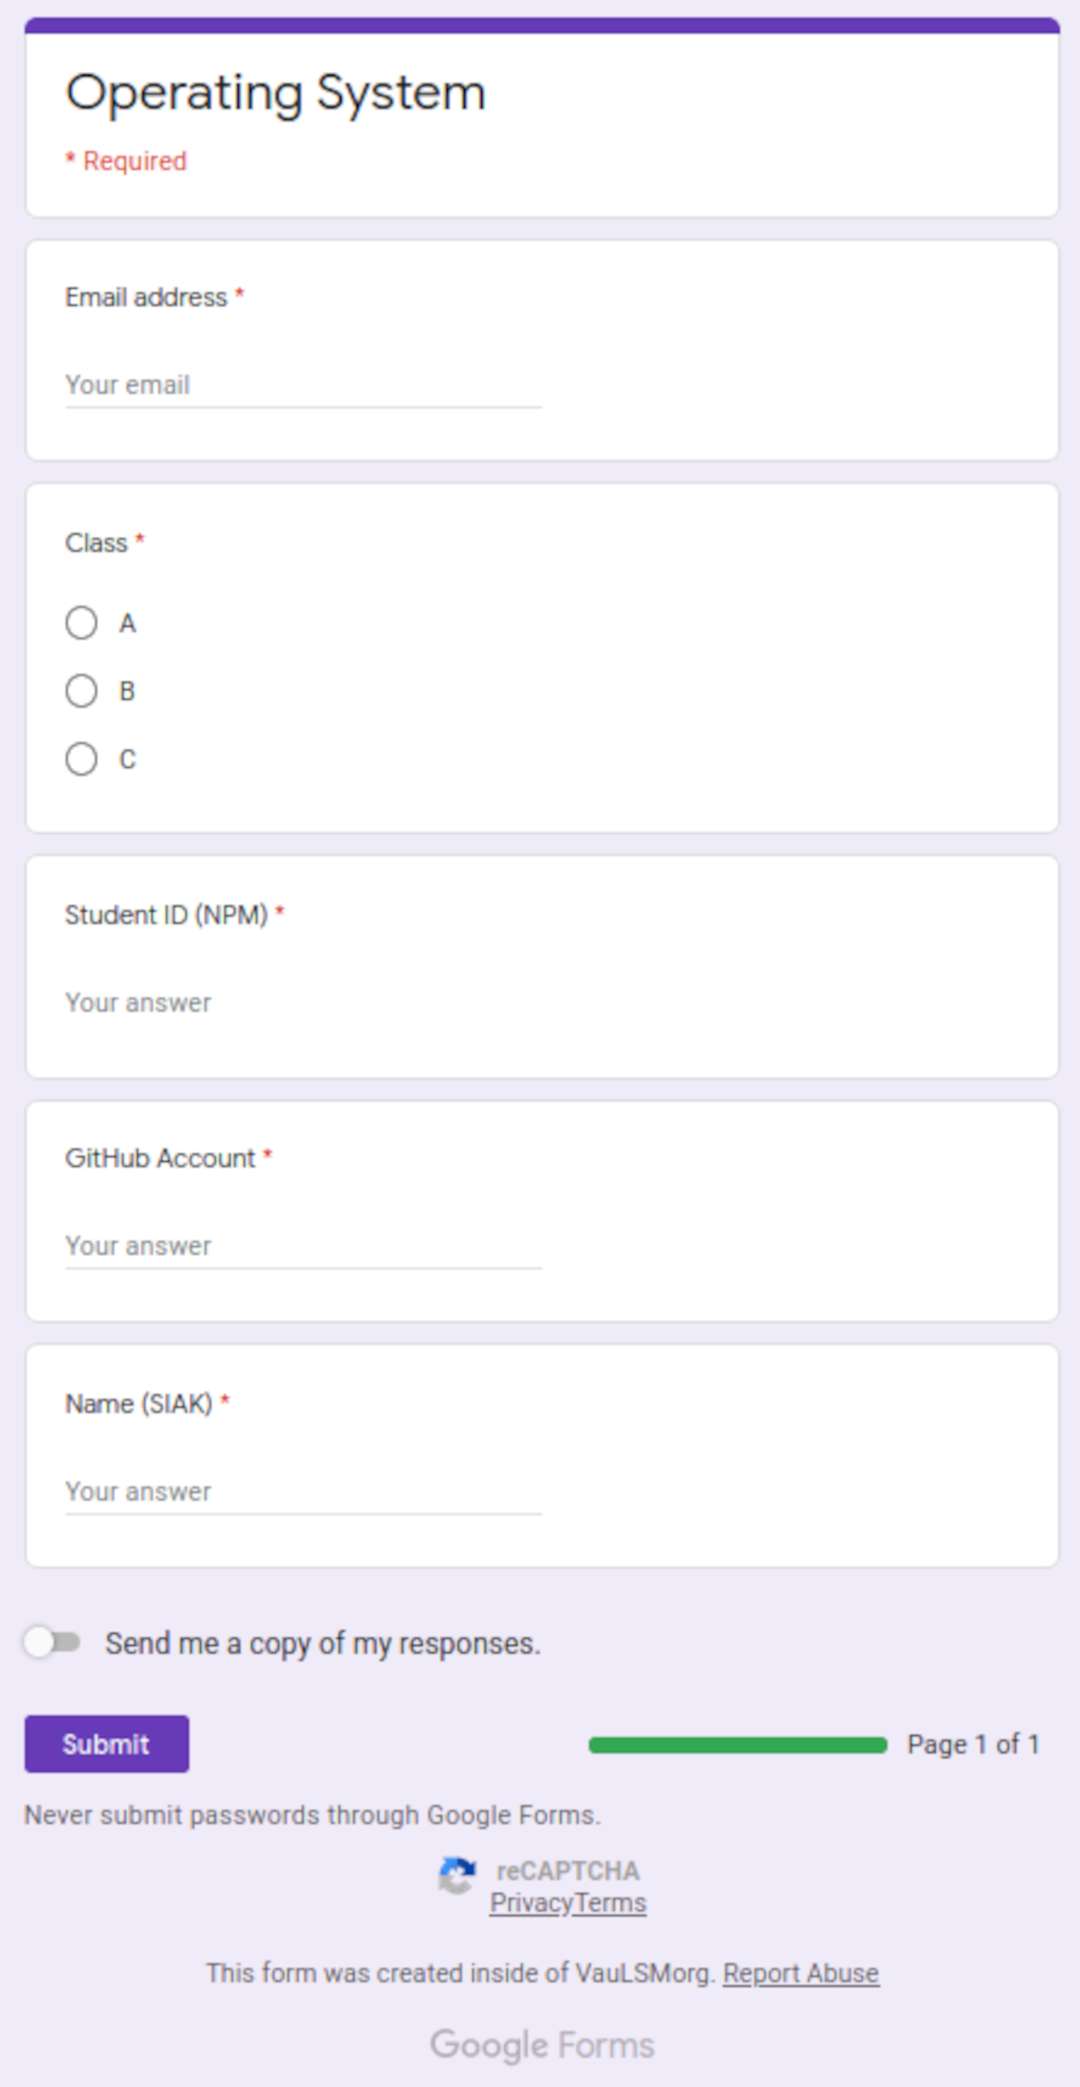 Operating System
* Required
Email address *
Your email
Class *
A
B
C
Student ID (NPM) *
Your answer
GitHub Account *
Your answer
Name (SIAK) *
Your answer
Send me a copy of my responses.
Submit
Page 1 of 1
Never submit passwords through Google Forms.
reCAPTCHA
PrivacyTerms
This form was created inside of VauLSMorg. Report Abuse
Google Forms